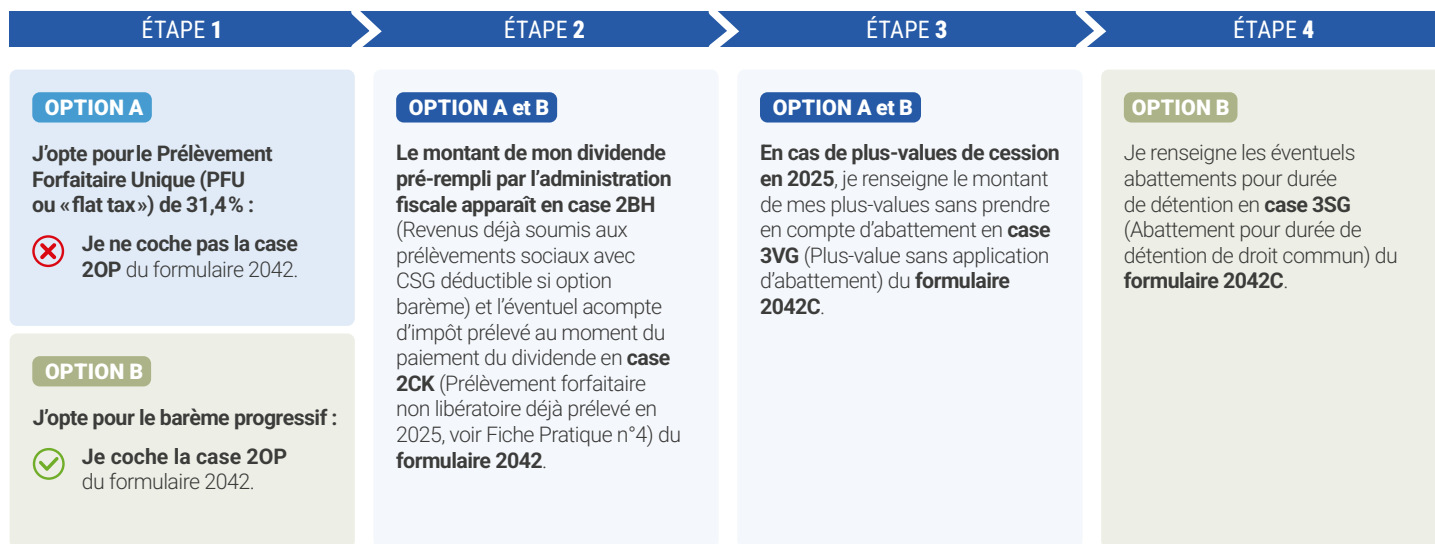 ÉTAPE 1
ÉTAPE 2
ÉTAPE 3
ÉTAPE 4
OPTION A
J'opte pour le Prélèvement
Forfaitaire Unique (PFU
ou «flat tax») de 31,4% :
Je ne coche pas la case
2OP du formulaire 2042.
OPTION B
J'opte pour le barème progressif :
Je coche la case 2OP
du formulaire 2042.
OPTION A et B
Le montant de mon dividende
pré-rempli par l'administration
fiscale apparaît en case 2BH
(Revenus déjà soumis aux
prélèvements sociaux avec
CSG déductible si option
barème) et l'éventuel acompte
d'impôt prélevé au moment du
paiement du dividende en case
2CK (Prélèvement forfaitaire
non libératoire déjà prélevé en
2025, voir Fiche Pratique n°4) du
formulaire 2042.
OPTION A et B
En cas de plus-values de cession
en 2025, je renseigne le montant
de mes plus-values sans prendre
en compte d'abattement en case
3VG (Plus-value sans application
d'abattement) du formulaire
2042C.
OPTION B
Je renseigne les éventuels
abattements pour durée
de détention en case 3SG
(Abattement pour durée de
détention de droit commun) du
formulaire 2042C.